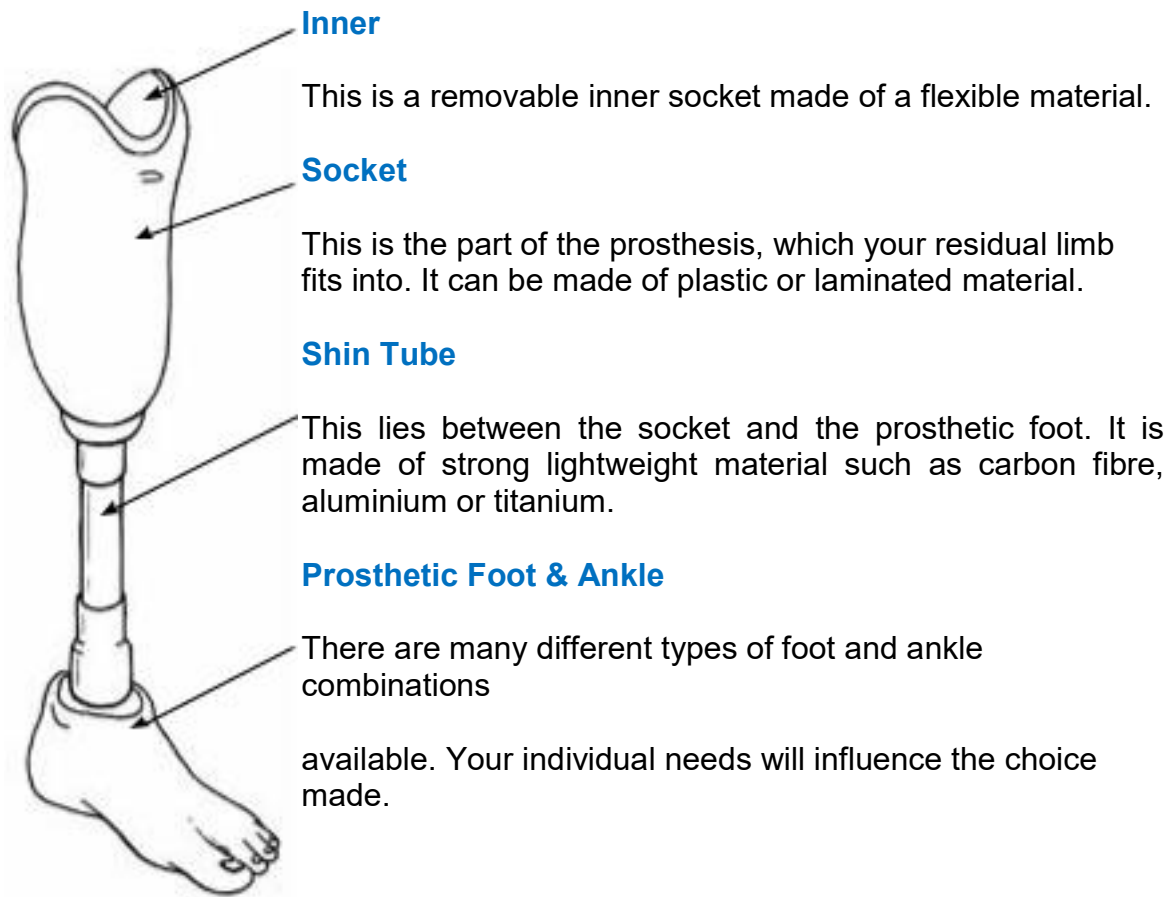 Inner
This is a removable inner socket made of a flexible material.
Socket
This is the part of the prosthesis, which your residual limb
fits into. It can be made of plastic or laminated material.
Shin Tube
This lies between the socket and the prosthetic foot. It is
made of strong lightweight material such as carbon fibre,
aluminium or titanium.
Prosthetic Foot & Ankle
There are many different types of foot and ankle
combinations
available. Your individual needs will influence the choice
made.